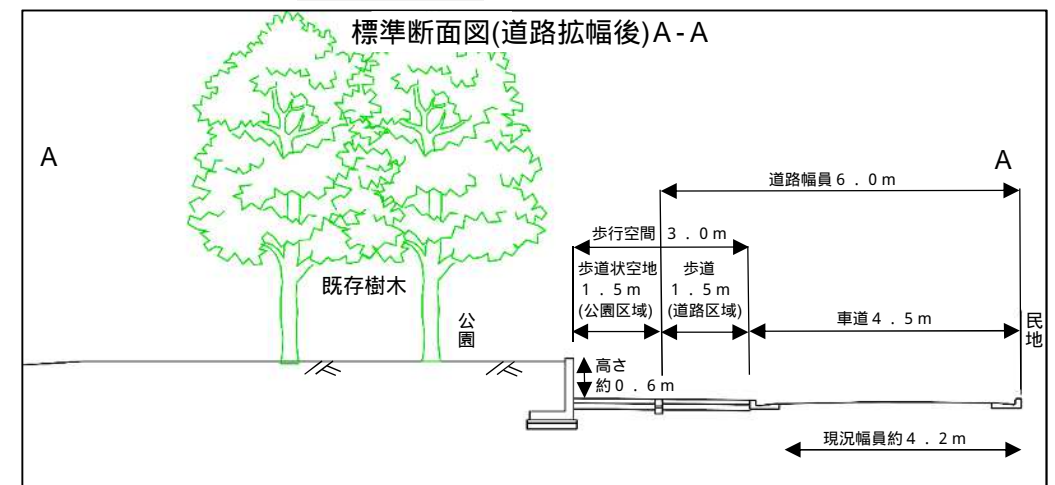 標準断面図(道路拡幅後)A-A
A
A
道路幅員6.0m
歩行空間 3.0m
歩道状空地
1.5m
(公園区域)
歩道
1.5m
(道路区域)
車道4.5m
民地
既存樹木
公園
高さ
約0.6m
現況幅員約4.2m